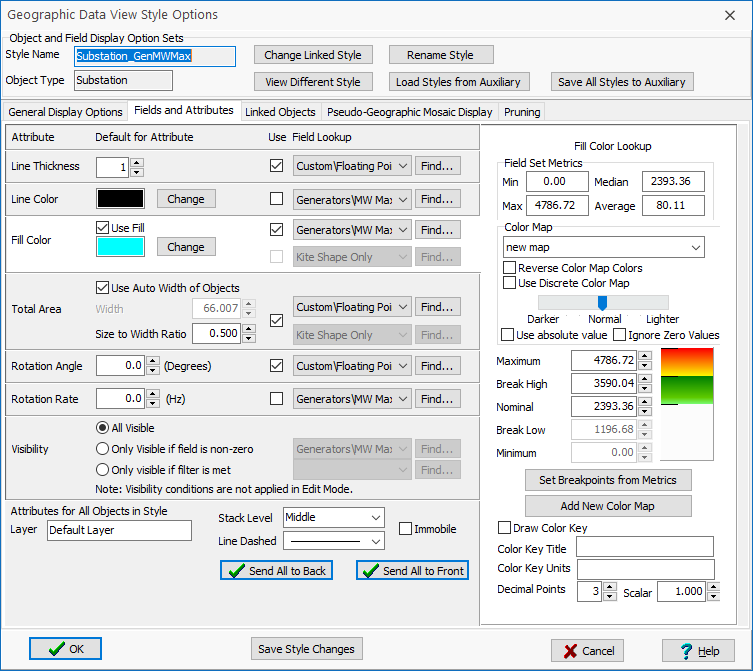 Geographic Data View Style Options
Object and Field Display Option Sets
Style Name Substation_GenMWMax Change Linked Style Rename Style
Object Type Substation View Different Style Load Styles from Auxiliary Save All Styles to Auxiliary
General Display Options Fields and Attributes Linked Objects Pseudo-Geographic Mosaic Display Pruning
Attribute Default for Attribute Use Field Lookup
Line Thickness 1 Custom\Floating Poi Find...
Line Color Change Generators\MW Max Find...
Fill Color Use Fill Generators\MW Max Find...
Change Kite Shape Only Find...
Use Auto Width of Objects
Total Area Width 66.007 Custom\Floating Poi Find...
Size to Width Ratio 0.500 Kite Shape Only Find...
Rotation Angle 0.0 (Degrees) Custom\Floating Poi Find...
Rotation Rate 0.0 (Hz) Generators\MW Max Find...
All Visible
Visibility Only Visible if field is non-zero Generators\MW Max Find...
Only visible if filter is met Find...
Note: Visibility conditions are not applied in Edit Mode.
Attributes for All Objects in Style
Layer Default Layer
Stack Level Middle
Line Dashed
Immobile
Send All to Back Send All to Front
Fill Color Lookup
Field Set Metrics
Min 0.00 Median 2393.36
Max 4786.72 Average 80.11
Color Map
new map
Reverse Color Map Colors
Use Discrete Color Map
Darker Normal Lighter
Use absolute value Ignore Zero Values
Maximum 4786.72
Break High 3590.04
Nominal 2393.36
Break Low 1196.68
Minimum 0.00
Set Breakpoints from Metrics
Add New Color Map
Draw Color Key
Color Key Title
Color Key Units
Decimal Points 3 Scalar 1.000
OK Save Style Changes Cancel ? Help